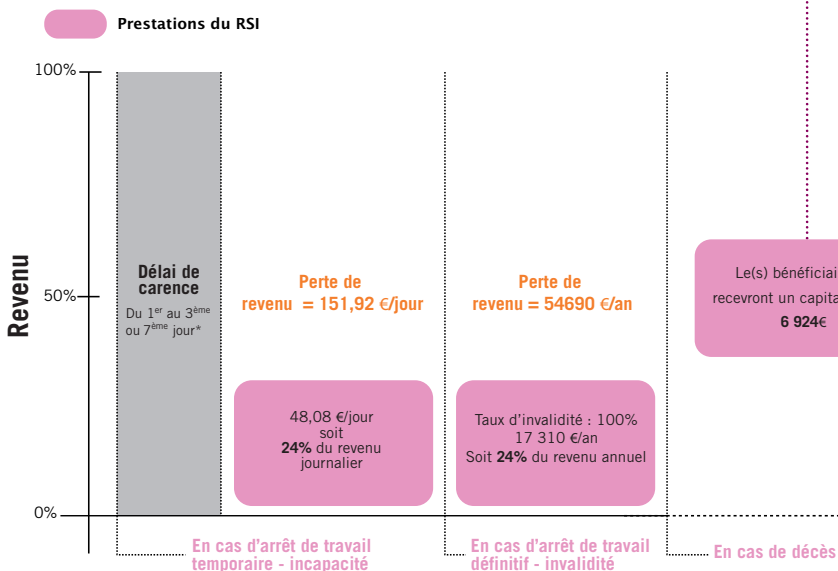 Prestations du RSI
100%
50%
0%
Revenu
Délai de
carence
Du 1er au 3ème
ou 7ème jour*
Perte de
revenu = 151,92 €/jour
48,08 €/jour
soit
24% du revenu
journalier
Perte de
revenu = 54690 €/an
Taux d'invalidité : 100%
17 310 €/an
Soit 24% du revenu annuel
Le(s) bénéficiai
recevront un capita
6 924€
En cas d'arrêt de travail
temporaire - incapacité
En cas d'arrêt de travail
définitif - invalidité
En cas de décès